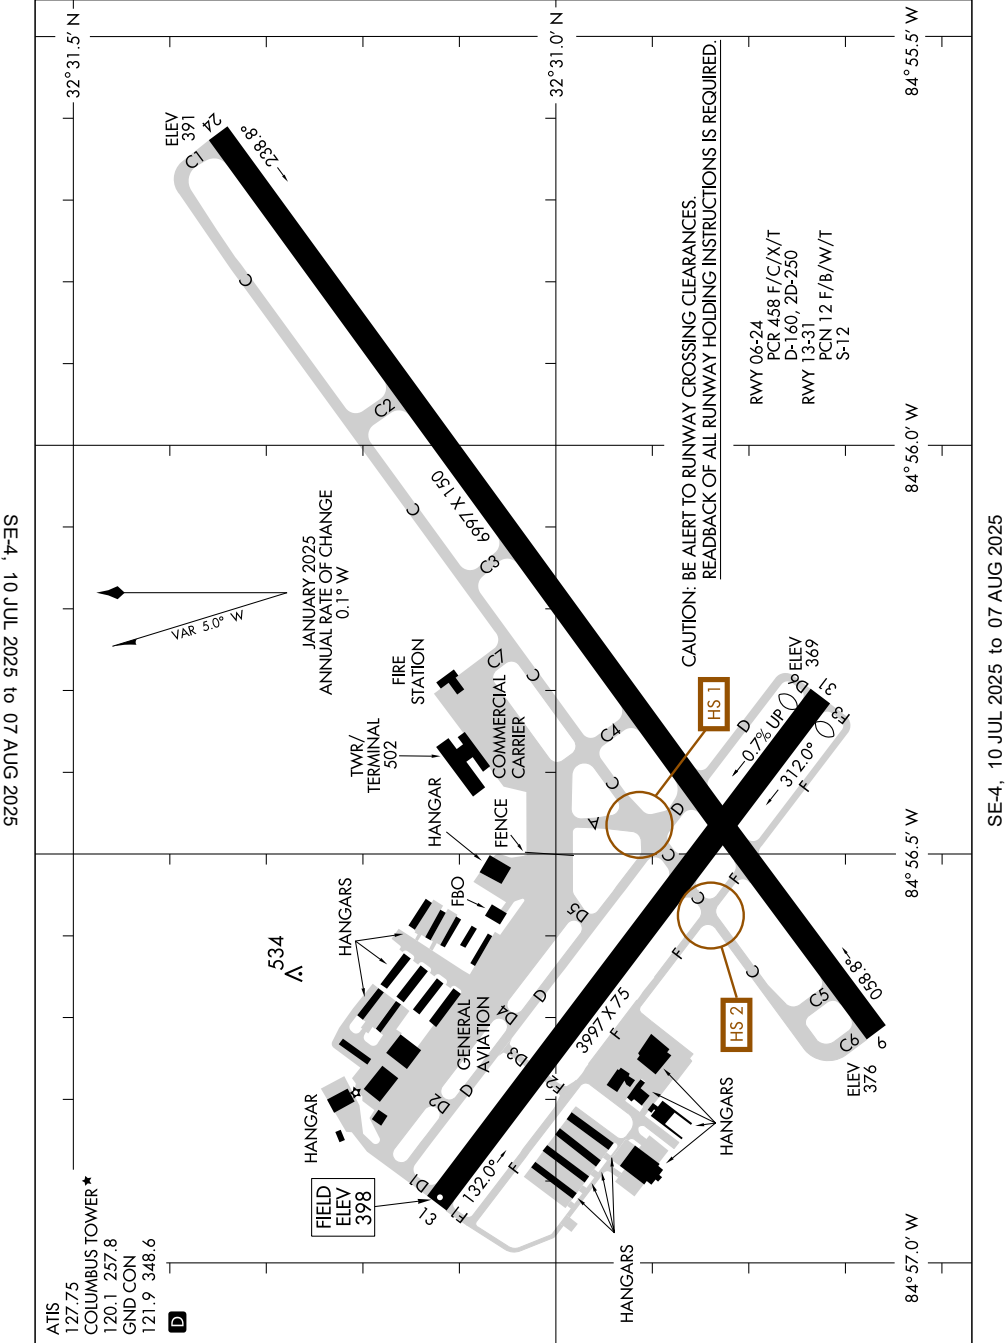 SE-4, 10 JUL 2025 to 07 AUG 2025
ATIS
127.75
COLUMBUS TOWER★
120.1 257.8
GND CON
121.9 348.6
D
32°31.5' N
32°31.0' N
84°55.5' W
84°56.0' W
84°56.5' W
84°57.0' W
JANUARY 2025
ANNUAL RATE OF CHANGE
0.1° W
VAR 5.0° W
ELEV
391
24
238.8°
C1
C
C2
C
6997 X 150
C3
C7
C
C4
C
A
D
C
FIRE
STATION
TWR/
TERMINAL
502
COMMERCIAL
CARRIER
HANGAR
FENCE
FBO
HANGARS
534
GENERAL
AVIATION
HANGAR
FIELD
ELEV
398
13
132.0°
D1
D2
D
D3
D4
D
D5
F1
F
F2
F
3997 X 75
F
C
F
C
C5
C6
058.8°
6
ELEV
376
HS 1
HS 2
D
D6
ELEV
369
31
F3
F
0.7% UP
312.0°
HANGARS
HANGARS
CAUTION: BE ALERT TO RUNWAY CROSSING CLEARANCES.
READBACK OF ALL RUNWAY HOLDING INSTRUCTIONS IS REQUIRED.
RWY 06-24
PCR 458 F/C/X/T
D-160, 2D-250
RWY 13-31
PCN 12 F/B/W/T
S-12
SE-4, 10 JUL 2025 to 07 AUG 2025